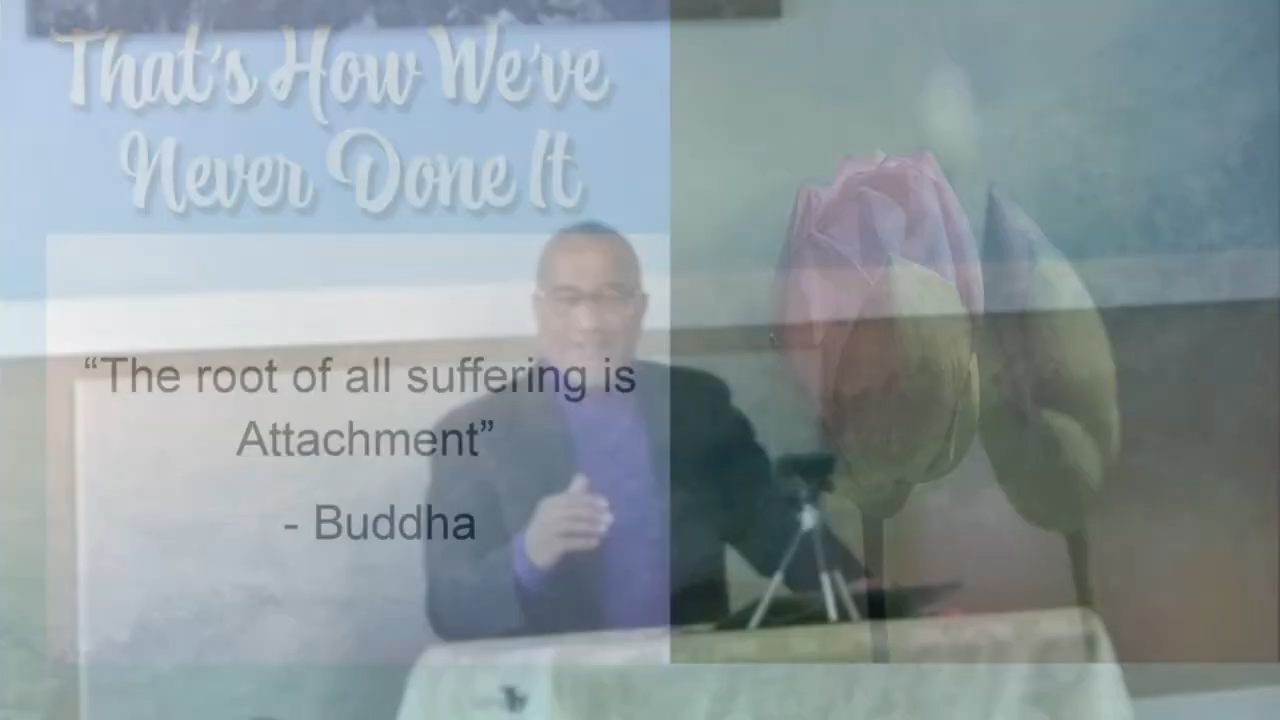 That's How We've
Never Done It
“The root of all suffering is
Attachment”
- Buddha